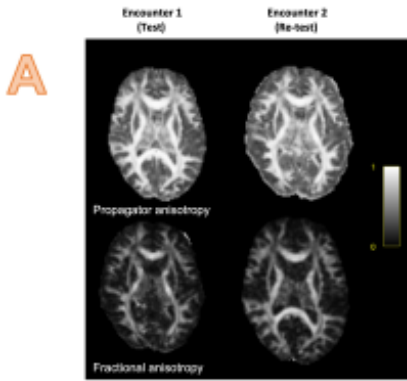 Encounter 1
(Test)
Encounter 2
(Re-test)
A
Propagator anisotropy
1
0
Fractional anisotropy